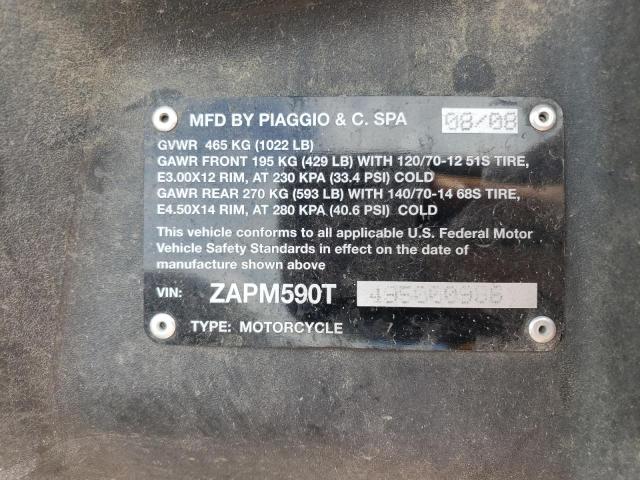 MFD BY PIAGGIO & C. SPA 08/08
GVWR 465 KG (1022 LB)
GAWR FRONT 195 KG (429 LB) WITH 120/70-12 51S TIRE,
E3.00X12 RIM, AT 230 KPA (33.4 PSI) COLD
GAWR REAR 270 KG (593 LB) WITH 140/70-14 68S TIRE,
E4.50X14 RIM, AT 280 KPA (40.6 PSI) COLD
This vehicle conforms to all applicable U.S. Federal Motor
Vehicle Safety Standards in effect on the date of
manufacture shown above
VIN: ZAPM590T
TYPE: MOTORCYCLE